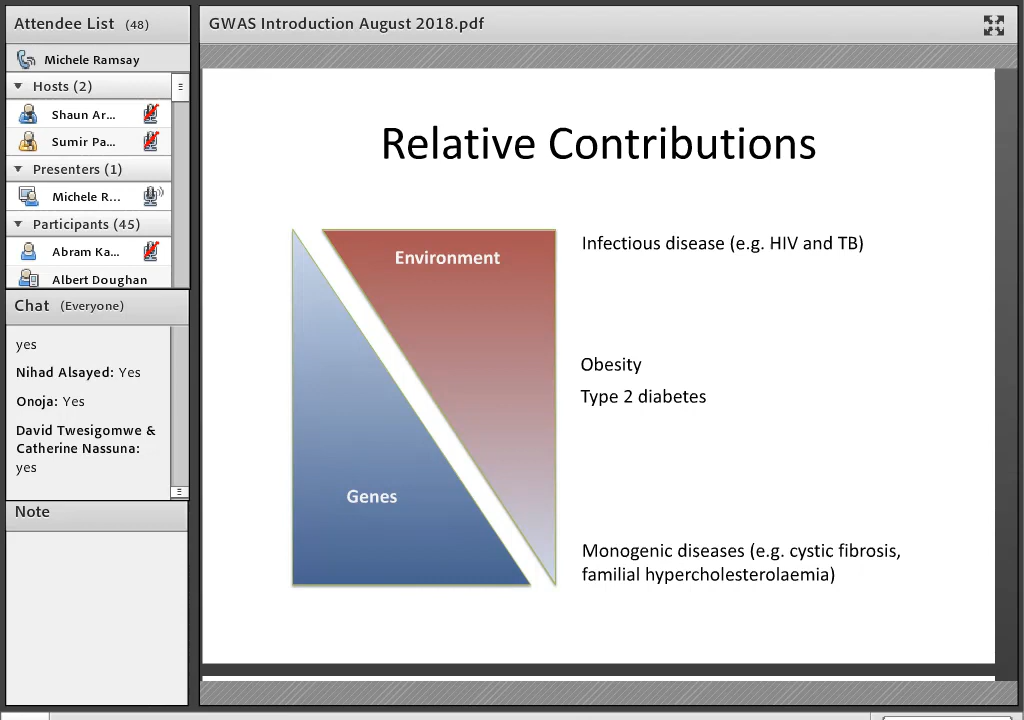 Attendee List (48)
Michele Ramsay
Hosts (2)
Shaun Ar...
Sumir Pa...
Presenters (1)
Michele R...
Participants (45)
Abram Ka...
Albert Doughan
Chat (Everyone)
yes
Nihad Alsayed: Yes
Onoja: Yes
David Twesigomwe &
Catherine Nassuna:
yes
Note
GWAS Introduction August 2018.pdf
Relative Contributions
Environment
Genes
Infectious disease (e.g. HIV and TB)
Obesity
Type 2 diabetes
Monogenic diseases (e.g. cystic fibrosis,
familial hypercholesterolaemia)